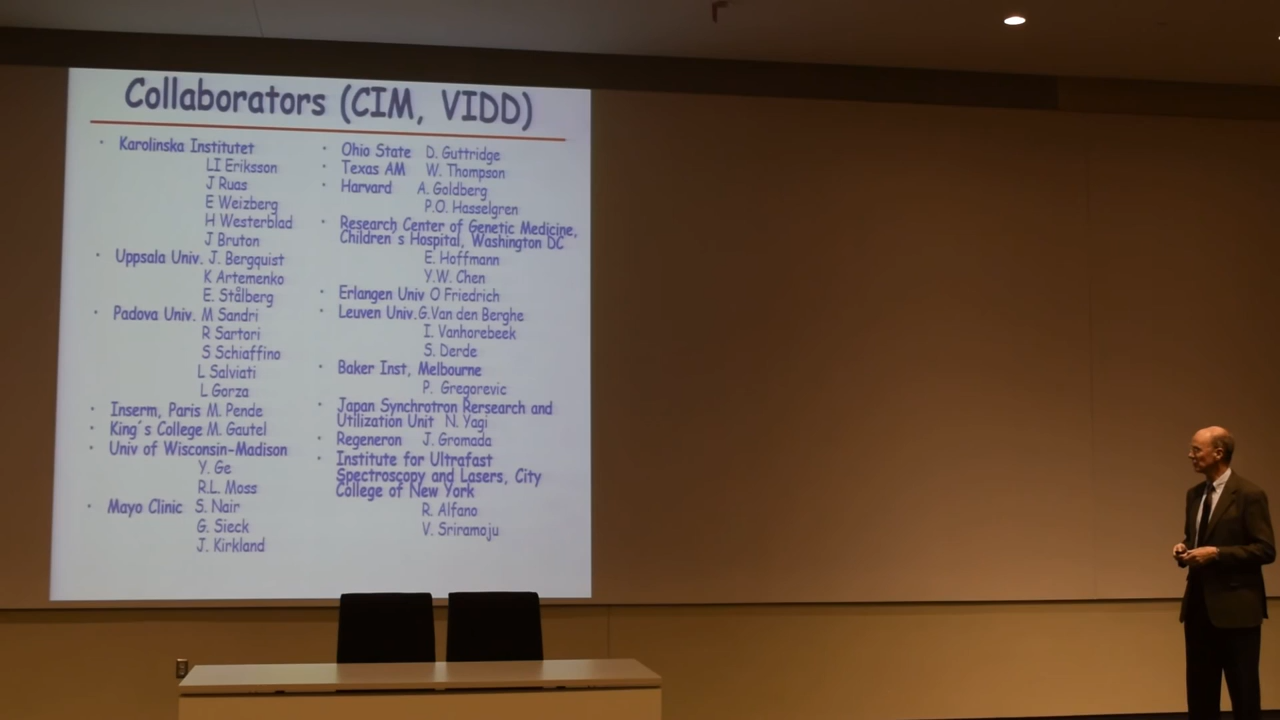 Collaborators (CIM, VIDD)
• Karolinska Institutet
LI Eriksson
J Ruas
E Weizberg
H Westerblad
J Bruton
• Uppsala Univ. J. Bergquist
K Artemenko
E. Stålberg
• Padova Univ. M Sandri
R Sartori
S Schiaffino
L Salviati
L Gorza
• Inserm, Paris M. Pende
• King´s College M. Gautel
• Univ of Wisconsin-Madison
Y. Ge
R.L. Moss
• Mayo Clinic S. Nair
G. Sieck
J. Kirkland
• Ohio State D. Guttridge
• Texas AM W. Thompson
• Harvard A. Goldberg
P.O. Hasselgren
• Research Center of Genetic Medicine,
Children´s Hospital, Washington DC
E. Hoffmann
Y.W. Chen
• Erlangen Univ O Friedrich
• Leuven Univ.G.Van den Berghe
I. Vanhorebeek
S. Derde
• Baker Inst, Melbourne
P. Gregorevic
• Japan Synchrotron Rersearch and
Utilization Unit N. Yagi
• Regeneron J. Gromada
• Institute for Ultrafast
Spectroscopy and Lasers, City
College of New York
R. Alfano
V. Sriramoju